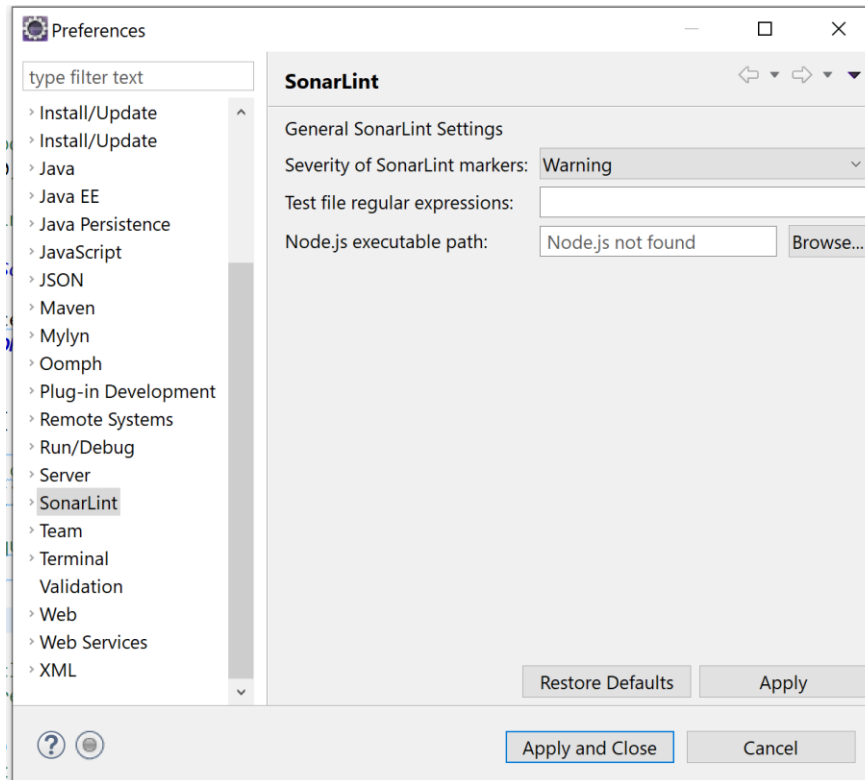 Preferences
type filter text
Install/Update
Install/Update
Java
Java EE
Java Persistence
JavaScript
JSON
Maven
Mylyn
Oomph
Plug-in Development
Remote Systems
Run/Debug
Server
SonarLint
Team
Terminal
Validation
Web
Web Services
XML
SonarLint
General SonarLint Settings
Severity of SonarLint markers: Warning
Test file regular expressions:
Node.js executable path: Node.js not found Browse...
Restore Defaults Apply
? Apply and Close Cancel